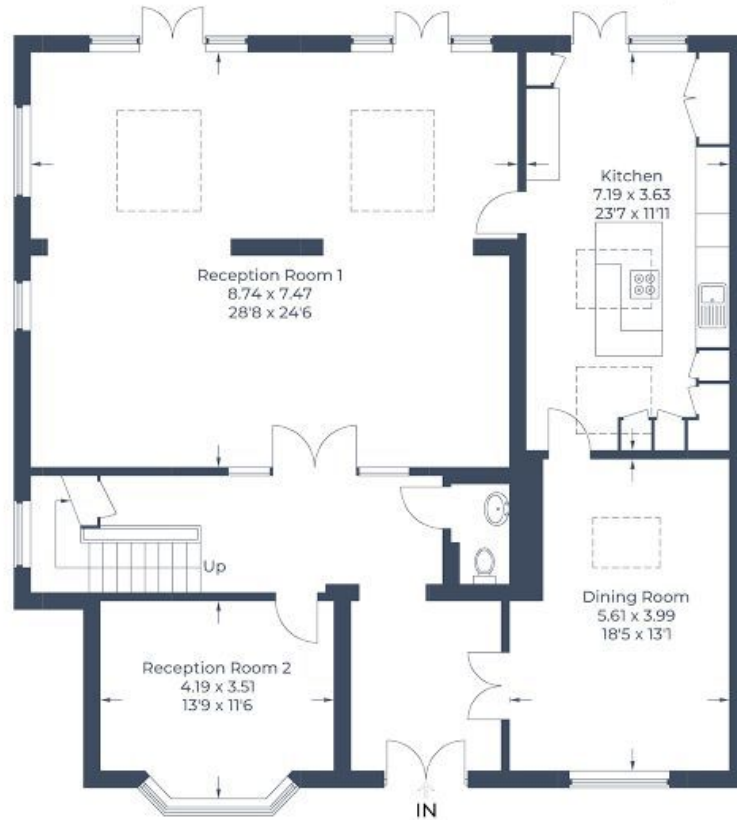 Kitchen
7.19 x 3.63
23'7 x 11'11
Reception Room 1
8.74 x 7.47
28'8 x 24'6
Up
Dining Room
5.61 x 3.99
18'5 x 13'1
Reception Room 2
4.19 x 3.51
13'9 x 11'6
IN